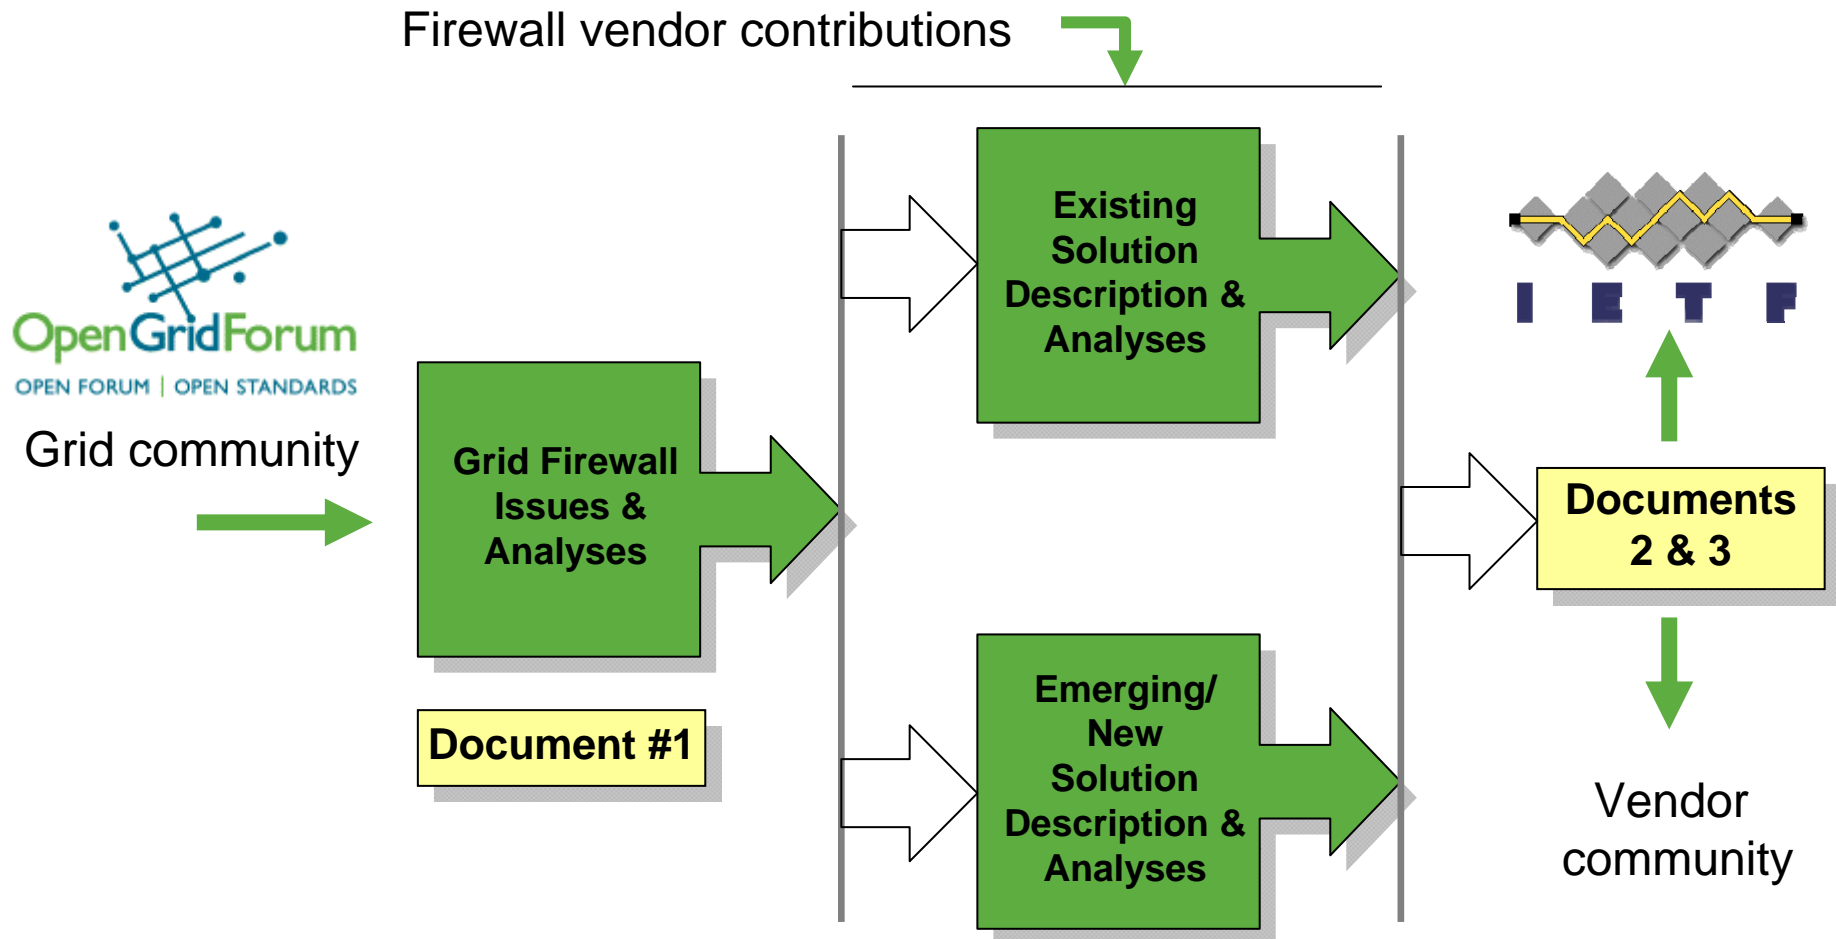 Firewall vendor contributions
OpenGridForum
OPEN FORUM | OPEN STANDARDS
Grid community
Grid Firewall
Issues &
Analyses
Document #1
Existing
Solution
Description &
Analyses
Emerging/
New
Solution
Description &
Analyses
I E T F
Documents
2 & 3
Vendor
community